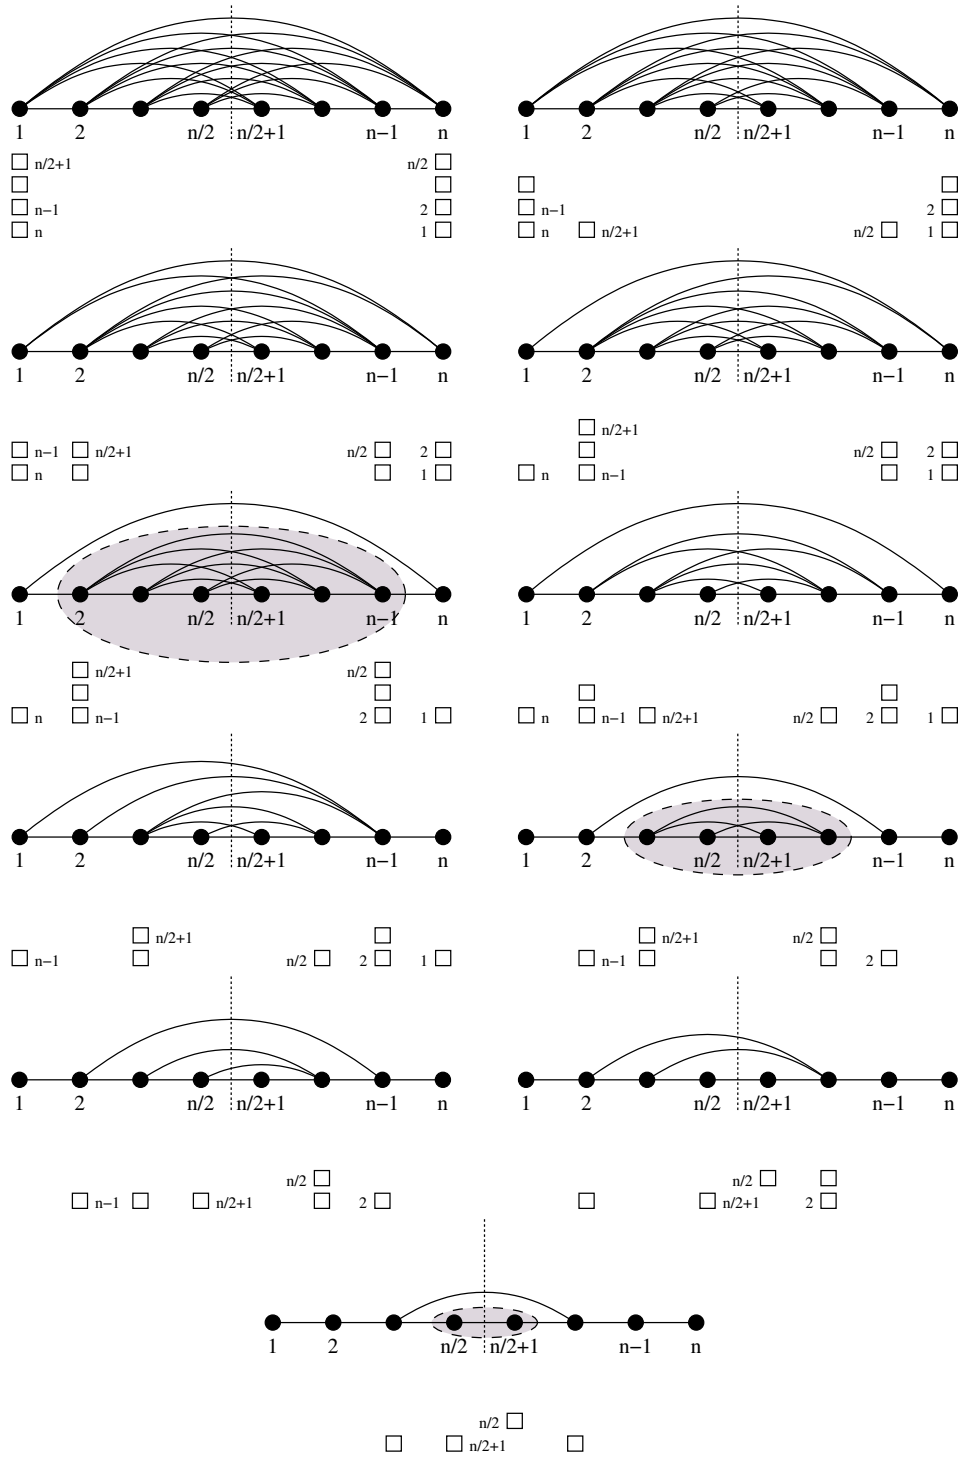 1 2 n/2 n/2+1 n−1 n 1 2 n/2 n/2+1 n−1 n
n/2+1 n/2
n−1 2 n−1 2
n 1 n n/2+1 n/2 1
1 2 n/2 n/2+1 n−1 n 1 2 n/2 n/2+1 n−1 n
n/2+1
n−1 n/2+1 n/2 2 n/2 2
n 1 n n−1 1
1 2 n/2 n/2+1 n−1 n 1 2 n/2 n/2+1 n−1 n
n/2+1 n/2
n n−1 2 1 n n−1 n/2+1 n/2 2 1
1 2 n/2 n/2+1 n−1 n 1 2 n/2 n/2+1 n−1 n
n/2+1 n/2+1 n/2
n−1 n/2 2 1 n−1 2
1 2 n/2 n/2+1 n−1 n 1 2 n/2 n/2+1 n−1 n
n/2 n/2
n−1 n/2+1 2 n/2+1 2
1 2 n/2 n/2+1 n−1 n
n/2
n/2+1